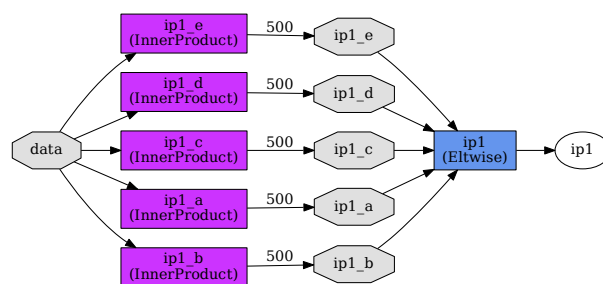 data
ip1_e
(InnerProduct)
500
ip1_e
ip1_d
(InnerProduct)
500
ip1_d
ip1_c
(InnerProduct)
500
ip1_c
ip1_a
(InnerProduct)
500
ip1_a
ip1_b
(InnerProduct)
500
ip1_b
ip1
(Eltwise)
ip1